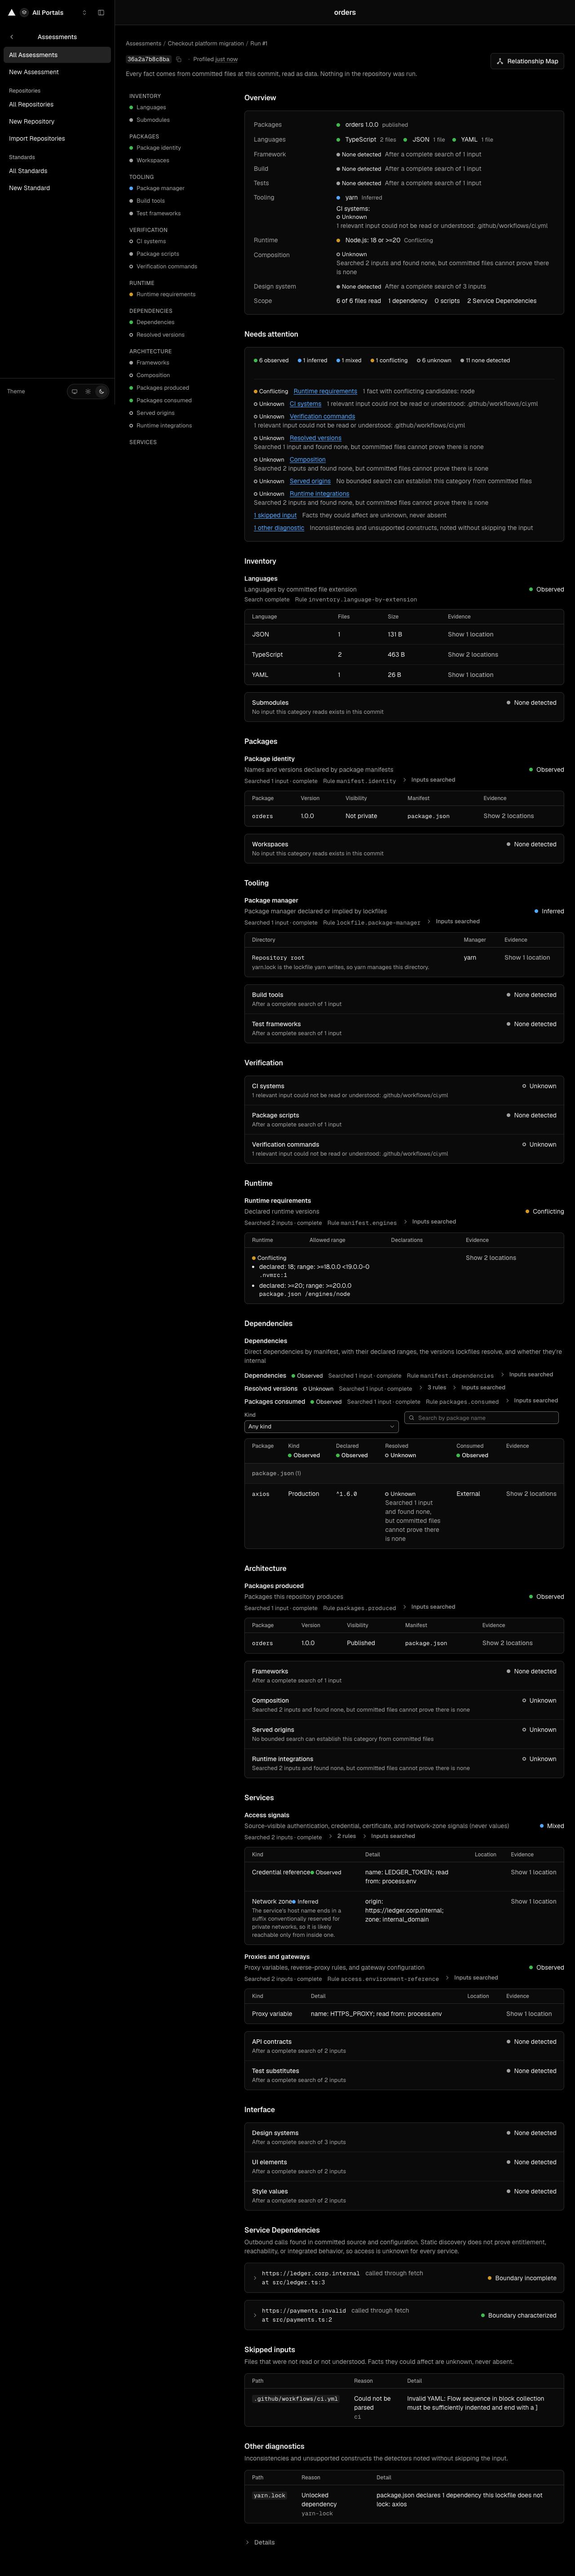 All Portals
orders
Assessments
All Assessments
New Assessment
Repositories
All Repositories
New Repository
Import Repositories
Standards
All Standards
New Standard
Theme
Assessments / Checkout platform migration / Run #1
36a2a7b8c8ba · Profiled just now
Relationship Map
Every fact comes from committed files at this commit, read as data. Nothing in the repository was run.
INVENTORY
Languages
Submodules
PACKAGES
Package identity
Workspaces
TOOLING
Package manager
Build tools
Test frameworks
VERIFICATION
CI systems
Package scripts
Verification commands
RUNTIME
Runtime requirements
DEPENDENCIES
Dependencies
Resolved versions
ARCHITECTURE
Frameworks
Composition
Packages produced
Packages consumed
Served origins
Runtime integrations
SERVICES
Overview
Packages orders 1.0.0 published
Languages TypeScript 2 files JSON 1 file YAML 1 file
Framework None detected After a complete search of 1 input
Build None detected After a complete search of 1 input
Tests None detected After a complete search of 1 input
Tooling yarn Inferred
CI systems:
Unknown
1 relevant input could not be read or understood: .github/workflows/ci.yml
Runtime Node.js: 18 or >=20 Conflicting
Composition Unknown
Searched 2 inputs and found none, but committed files cannot prove there
is none
Design system None detected After a complete search of 3 inputs
Scope 6 of 6 files read 1 dependency 0 scripts 2 Service Dependencies
Needs attention
6 observed 1 inferred 1 mixed 1 conflicting 6 unknown 11 none detected
Conflicting Runtime requirements 1 fact with conflicting candidates: node
Unknown CI systems 1 relevant input could not be read or understood: .github/workflows/ci.yml
Unknown Verification commands
1 relevant input could not be read or understood: .github/workflows/ci.yml
Unknown Resolved versions
Searched 1 input and found none, but committed files cannot prove there is none
Unknown Composition
Searched 2 inputs and found none, but committed files cannot prove there is none
Unknown Served origins No bounded search can establish this category from committed files
Unknown Runtime integrations
Searched 2 inputs and found none, but committed files cannot prove there is none
1 skipped input Facts they could affect are unknown, never absent
1 other diagnostic Inconsistencies and unsupported constructs, noted without skipping the input
Inventory
Languages
Languages by committed file extension Observed
Search complete Rule inventory.language-by-extension
Language Files Size Evidence
JSON 1 131 B Show 1 location
TypeScript 2 463 B Show 2 locations
YAML 1 26 B Show 1 location
Submodules None detected
No input this category reads exists in this commit
Packages
Package identity
Names and versions declared by package manifests Observed
Searched 1 input · complete Rule manifest.identity Inputs searched
Package Version Visibility Manifest Evidence
orders 1.0.0 Not private package.json Show 2 locations
Workspaces None detected
No input this category reads exists in this commit
Tooling
Package manager
Package manager declared or implied by lockfiles Inferred
Searched 1 input · complete Rule lockfile.package-manager Inputs searched
Directory Manager Evidence
Repository root yarn Show 1 location
yarn.lock is the lockfile yarn writes, so yarn manages this directory.
Build tools None detected
After a complete search of 1 input
Test frameworks None detected
After a complete search of 1 input
Verification
CI systems Unknown
1 relevant input could not be read or understood: .github/workflows/ci.yml
Package scripts None detected
After a complete search of 1 input
Verification commands Unknown
1 relevant input could not be read or understood: .github/workflows/ci.yml
Runtime
Runtime requirements
Declared runtime versions Conflicting
Searched 2 inputs · complete Rule manifest.engines Inputs searched
Runtime Allowed range Declarations Evidence
Conflicting Show 2 locations
• declared: 18; range: >=18.0.0 <19.0.0-0
.nvmrc:1
• declared: >=20; range: >=20.0.0
package.json /engines/node
Dependencies
Dependencies
Direct dependencies by manifest, with their declared ranges, the versions lockfiles resolve, and whether they're
internal
Dependencies Observed Searched 1 input · complete Rule manifest.dependencies Inputs searched
Resolved versions Unknown Searched 1 input · complete 3 rules Inputs searched
Packages consumed Observed Searched 1 input · complete Rule packages.consumed Inputs searched
Kind
Any kind
Search by package name
Package Kind Declared Resolved Consumed Evidence
Observed Observed Unknown Observed
package.json (1)
axios Production ^1.6.0 Unknown External Show 2 locations
Searched 1 input
and found none,
but committed files
cannot prove there
is none
Architecture
Packages produced
Packages this repository produces Observed
Searched 1 input · complete Rule packages.produced Inputs searched
Package Version Visibility Manifest Evidence
orders 1.0.0 Published package.json Show 2 locations
Frameworks None detected
After a complete search of 1 input
Composition Unknown
Searched 2 inputs and found none, but committed files cannot prove there is none
Served origins Unknown
No bounded search can establish this category from committed files
Runtime integrations Unknown
Searched 2 inputs and found none, but committed files cannot prove there is none
Services
Access signals
Source-visible authentication, credential, certificate, and network-zone signals (never values) Mixed
Searched 2 inputs · complete 2 rules Inputs searched
Kind Detail Location Evidence
Credential reference Observed name: LEDGER_TOKEN; read Show 1 location
from: process.env
Network zone Inferred origin: Show 1 location
The service's host name ends in a https://ledger.corp.internal;
suffix conventionally reserved for zone: internal_domain
private networks, so it is likely
reachable only from inside one.
Proxies and gateways
Proxy variables, reverse-proxy rules, and gateway configuration Observed
Searched 2 inputs · complete Rule access.environment-reference Inputs searched
Kind Detail Location Evidence
Proxy variable name: HTTPS_PROXY; read from: process.env Show 1 location
API contracts None detected
After a complete search of 2 inputs
Test substitutes None detected
After a complete search of 2 inputs
Interface
Design systems None detected
After a complete search of 3 inputs
UI elements None detected
After a complete search of 2 inputs
Style values None detected
After a complete search of 2 inputs
Service Dependencies
Outbound calls found in committed source and configuration. Static discovery does not prove entitlement,
reachability, or integrated behavior, so access is unknown for every service.
https://ledger.corp.internal called through fetch
at src/ledger.ts:3 Boundary incomplete
https://payments.invalid called through fetch
at src/payments.ts:2 Boundary characterized
Skipped inputs
Files that were not read or not understood. Facts they could affect are unknown, never absent.
Path Reason Detail
.github/workflows/ci.yml Could not be Invalid YAML: Flow sequence in block collection
parsed must be sufficiently indented and end with a ]
ci
Other diagnostics
Inconsistencies and unsupported constructs the detectors noted without skipping the input.
Path Reason Detail
yarn.lock Unlocked package.json declares 1 dependency this lockfile does not
dependency lock: axios
yarn-lock
Details